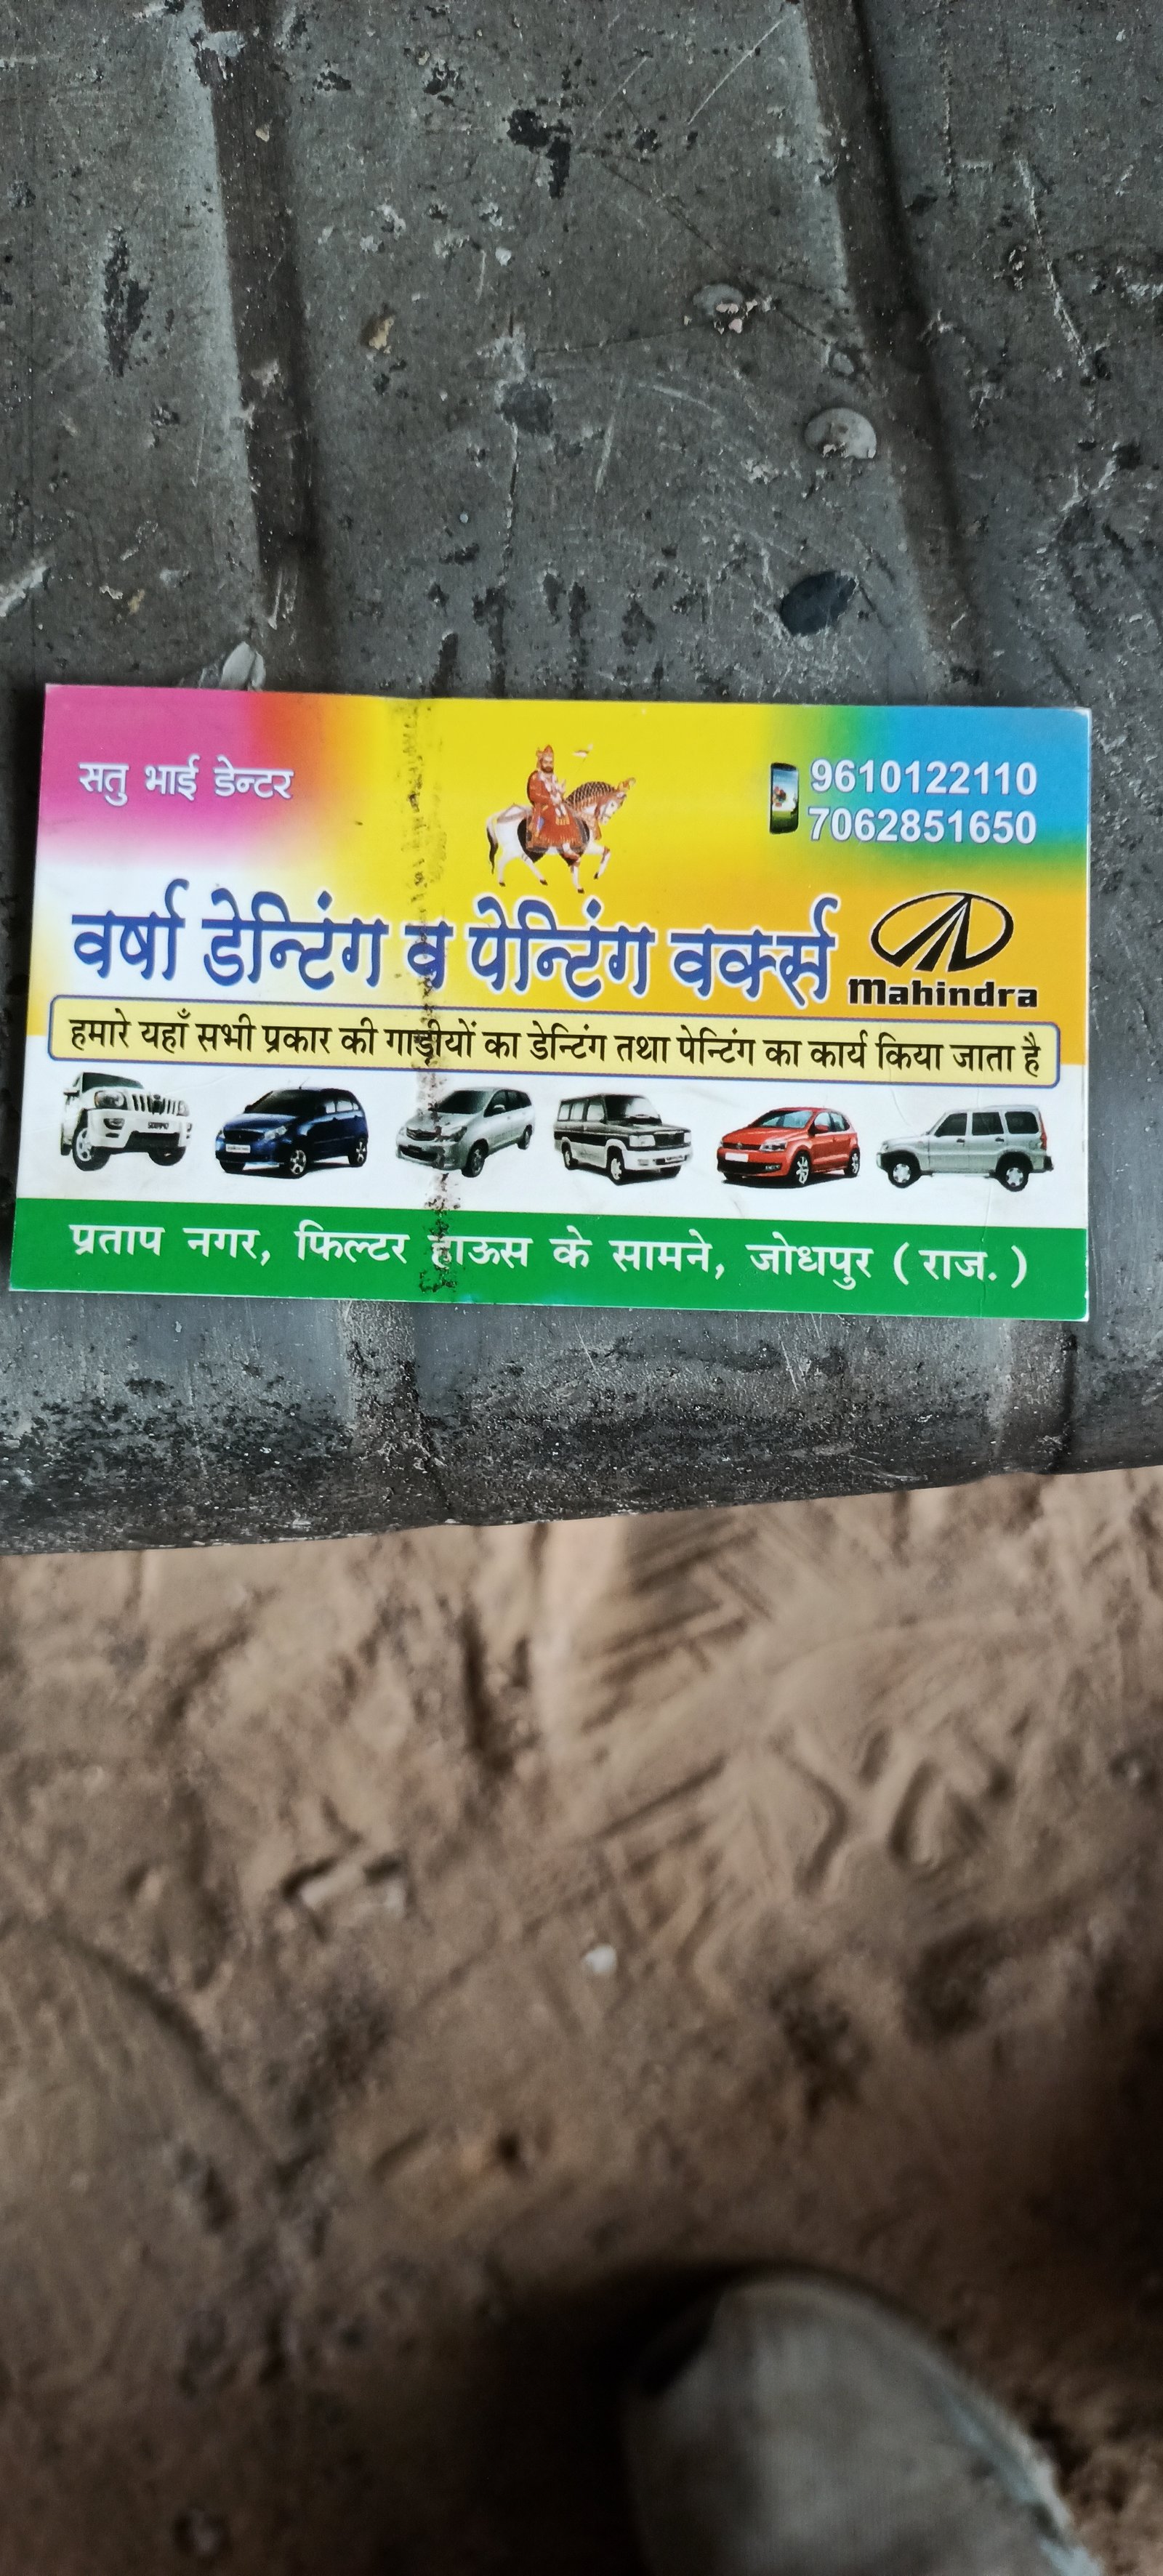 सतु भाई डेन्टर
9610122110
7062851650
वर्षा डेन्टिंग व पेन्टिंग वर्क्स
Mahindra
हमारे यहाँ सभी प्रकार की गाड़ीयों का डेन्टिंग तथा पेन्टिंग का कार्य किया जाता है
प्रताप नगर, फिल्टर हाऊस के सामने, जोधपुर (राज.)